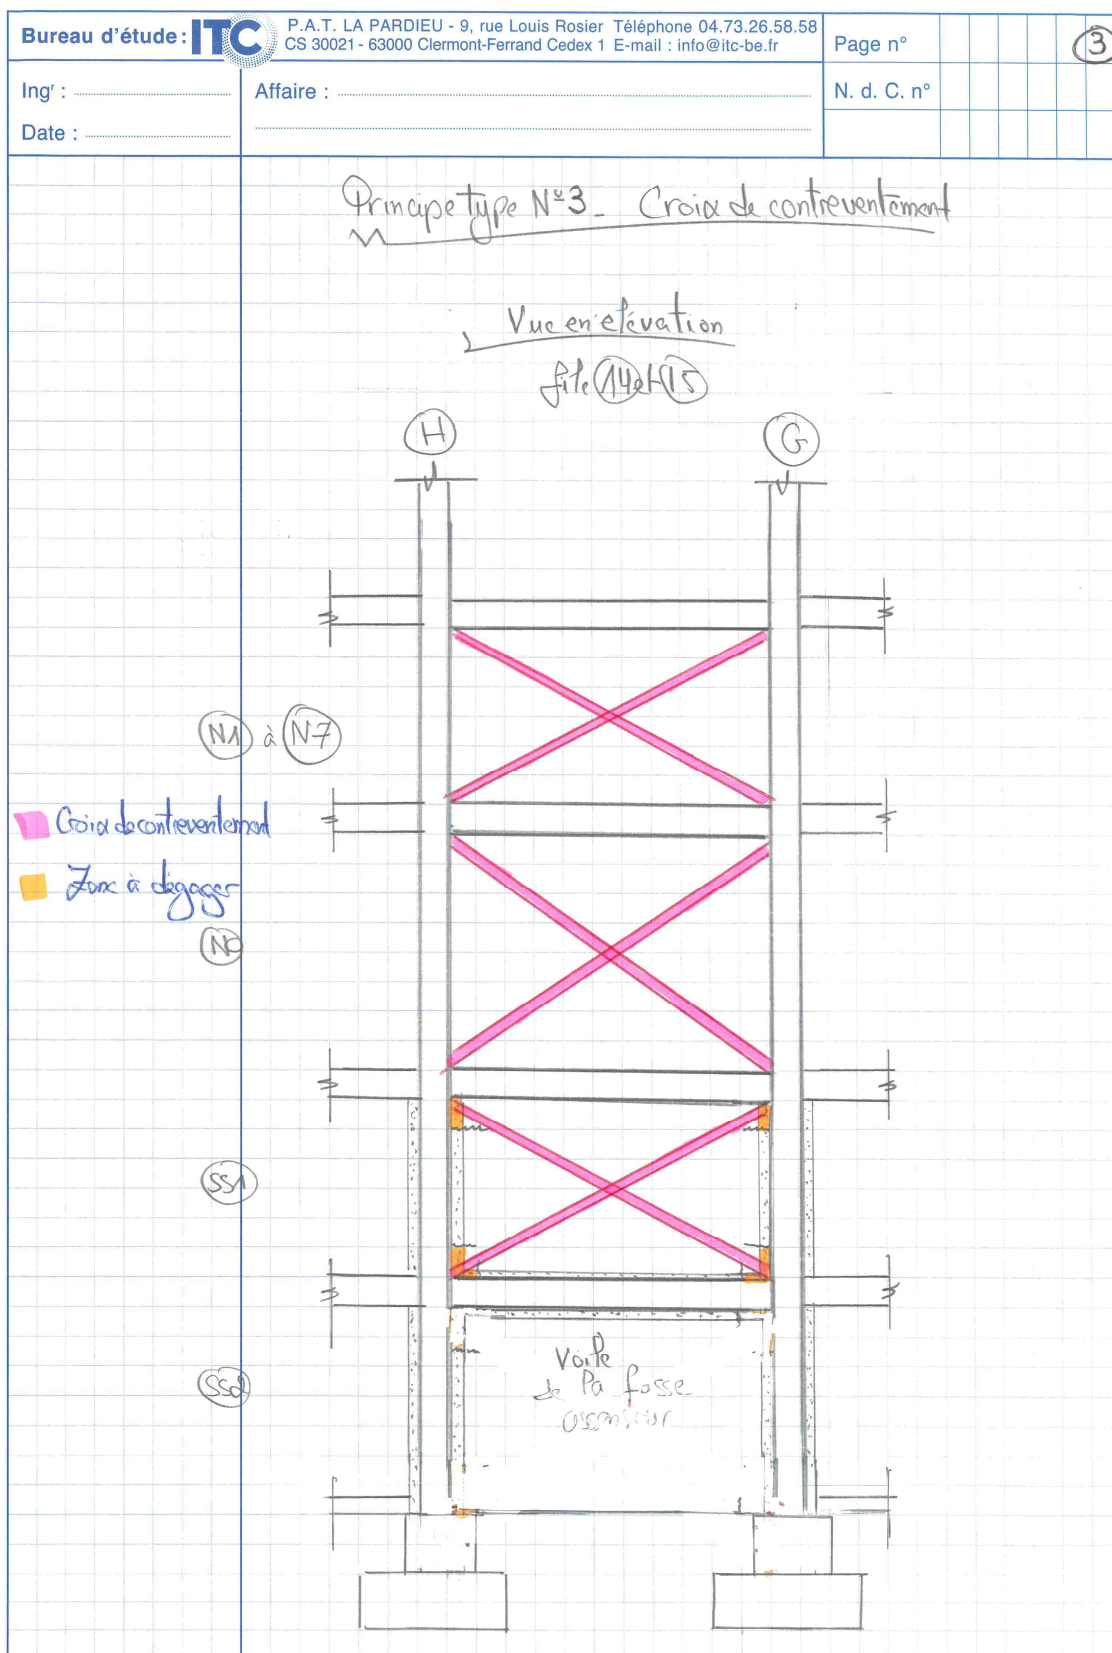 Bureau d'étude : ITC
P.A.T. LA PARDIEU - 9, rue Louis Rosier Téléphone 04.73.26.58.58
CS 30021 - 63000 Clermont-Ferrand Cedex 1 E-mail : info@itc-be.fr
Page n°
3
Ingr :
Affaire :
N. d. C. n°
Date :
Principe type N°3 - Croix de contreventement
Vue en élévation
file 14 et 15
H
G
N1 à N7
Croix de contreventement
Zone à dégager
N0
SS1
SS2
Voile
de la fosse
ascenseur